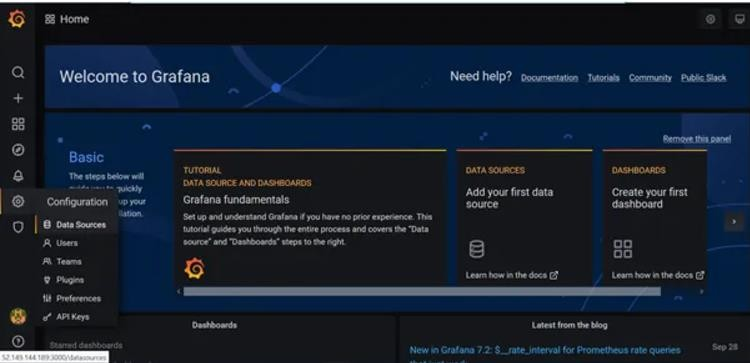 Home
Welcome to Grafana
Need help? Documentation Tutorials Community Public Slack
Remove this panel
Basic
The steps below will
quickly
up your
lation.
TUTORIAL
DATA SOURCE AND DASHBOARDS
Grafana fundamentals
Set up and understand Grafana if you have no prior experience. This
tutorial guides you through the entire process and covers the “Data
source” and “Dashboards” steps to the right.
DATA SOURCES
Add your first data
source
Learn how in the docs
DASHBOARDS
Create your first
dashboard
Learn how in the docs
Configuration
Data Sources
Users
Teams
Plugins
Preferences
API Keys
Dashboards
Starred dashboards
Latest from the blog
New in Grafana 7.2: $__rate_interval for Prometheus rate queries
Sep 28
52.149.144.189:3000/datasources